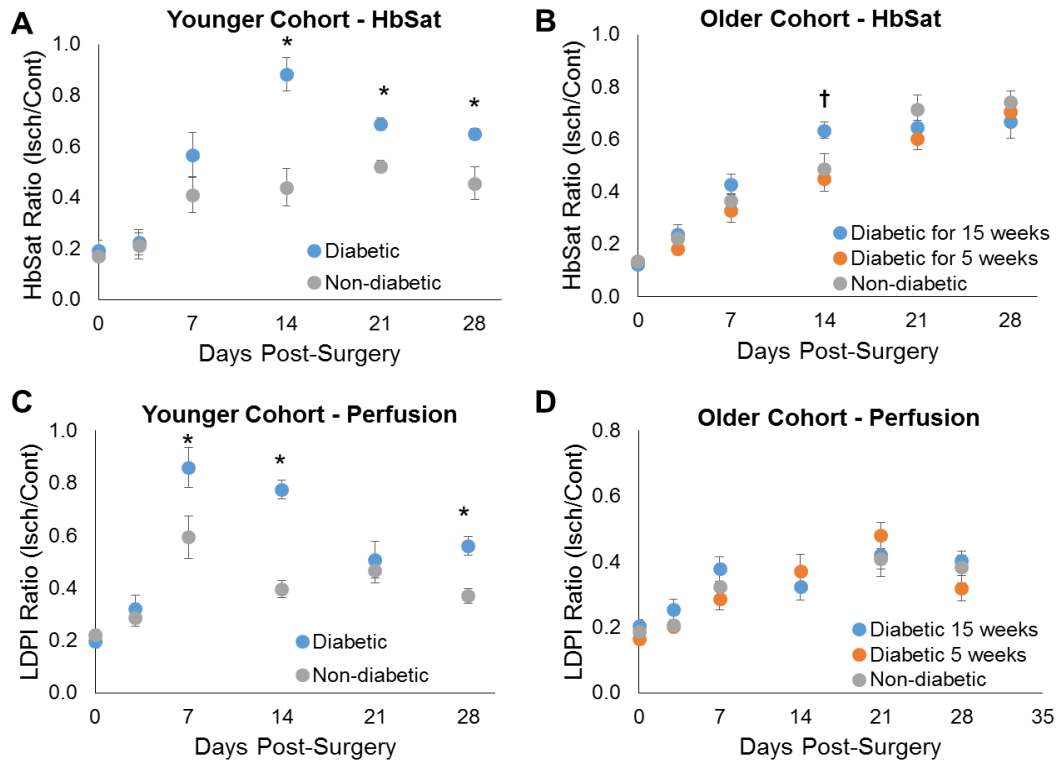 A
Younger Cohort - HbSat
HbSat Ratio (Isch/Cont)
1.0
0.8
0.6
0.4
0.2
0.0
*
*
*
Diabetic
Non-diabetic
0 7 14 21 28
Days Post-Surgery
B
Older Cohort - HbSat
HbSat Ratio (Isch/Cont)
1.0
0.8
0.6
0.4
0.2
0.0
†
Diabetic for 15 weeks
Diabetic for 5 weeks
Non-diabetic
0 7 14 21 28
Days Post-Surgery
C
Younger Cohort - Perfusion
LDPI Ratio (Isch/Cont)
1.0
0.8
0.6
0.4
0.2
0.0
*
*
*
Diabetic
Non-diabetic
0 7 14 21 28
Days Post-Surgery
D
Older Cohort - Perfusion
LDPI Ratio (Isch/Cont)
0.8
0.6
0.4
0.2
0.0
Diabetic 15 weeks
Diabetic 5 weeks
Non-diabetic
0 7 14 21 28 35
Days Post-Surgery